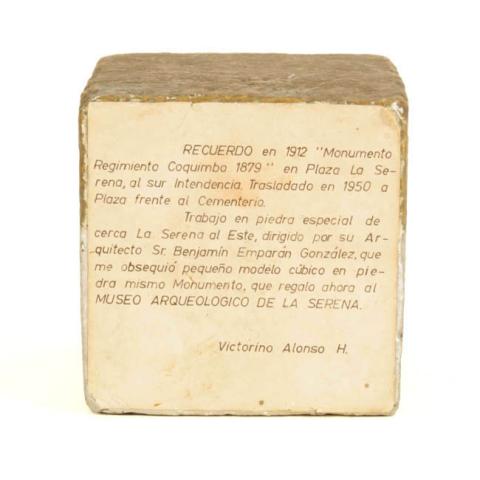 RECUERDO en 1912 "Monumento
Regimiento Coquimbo 1879" en Plaza La Se-
rena, al sur Intendencia. Trasladado en 1950 a
Plaza frente al Cementerio.
Trabajo en piedra especial de
cerca La Serena al Este, dirigido por su Ar-
quitecto Sr. Benjamín Emparán González, que
me obsequió pequeño modelo cúbico en pie-
dra mismo Monumento, que regalo ahora al
MUSEO ARQUEOLOGICO DE LA SERENA.
Victorino Alonso H.